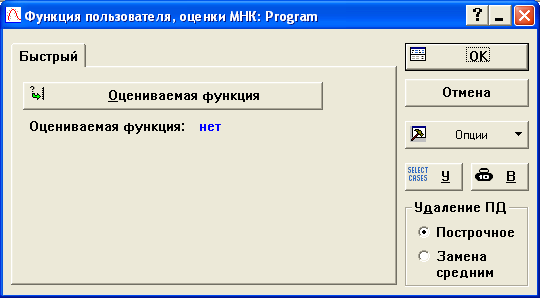 Функция пользователя, оценки МНК: Program
Быстрый
Оцениваемая функция
Оцениваемая функция: нет
OK
Отмена
Опции
SELECT
CASES
У
В
Удаление ПД
Построчное
Замена
средним